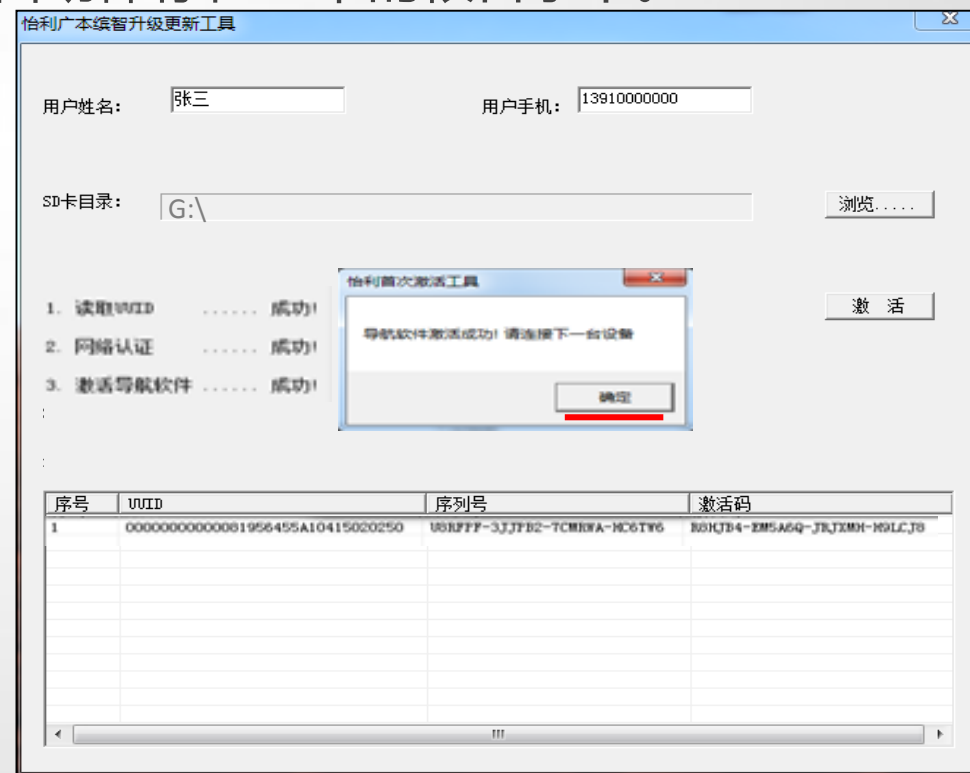 怡利广本缤智升级更新工具
用户姓名： 张三 用户手机： 13910000000
SD卡目录： G:\ 浏览.....
怡利首次激活工具
导航软件激活成功! 请连接下一台设备
确定
激 活
1. 读取UUID ...... 成功!
2. 网络认证 ...... 成功!
3. 激活导航软件 ...... 成功!
序号 UUID 序列号 激活码
1 00000000000081956455A10415020250 U8RFFF-3JJFB2-7CMRWA-MC6TW6 R8HJB4-EM5A6Q-JRJXMH-M9LCJ8